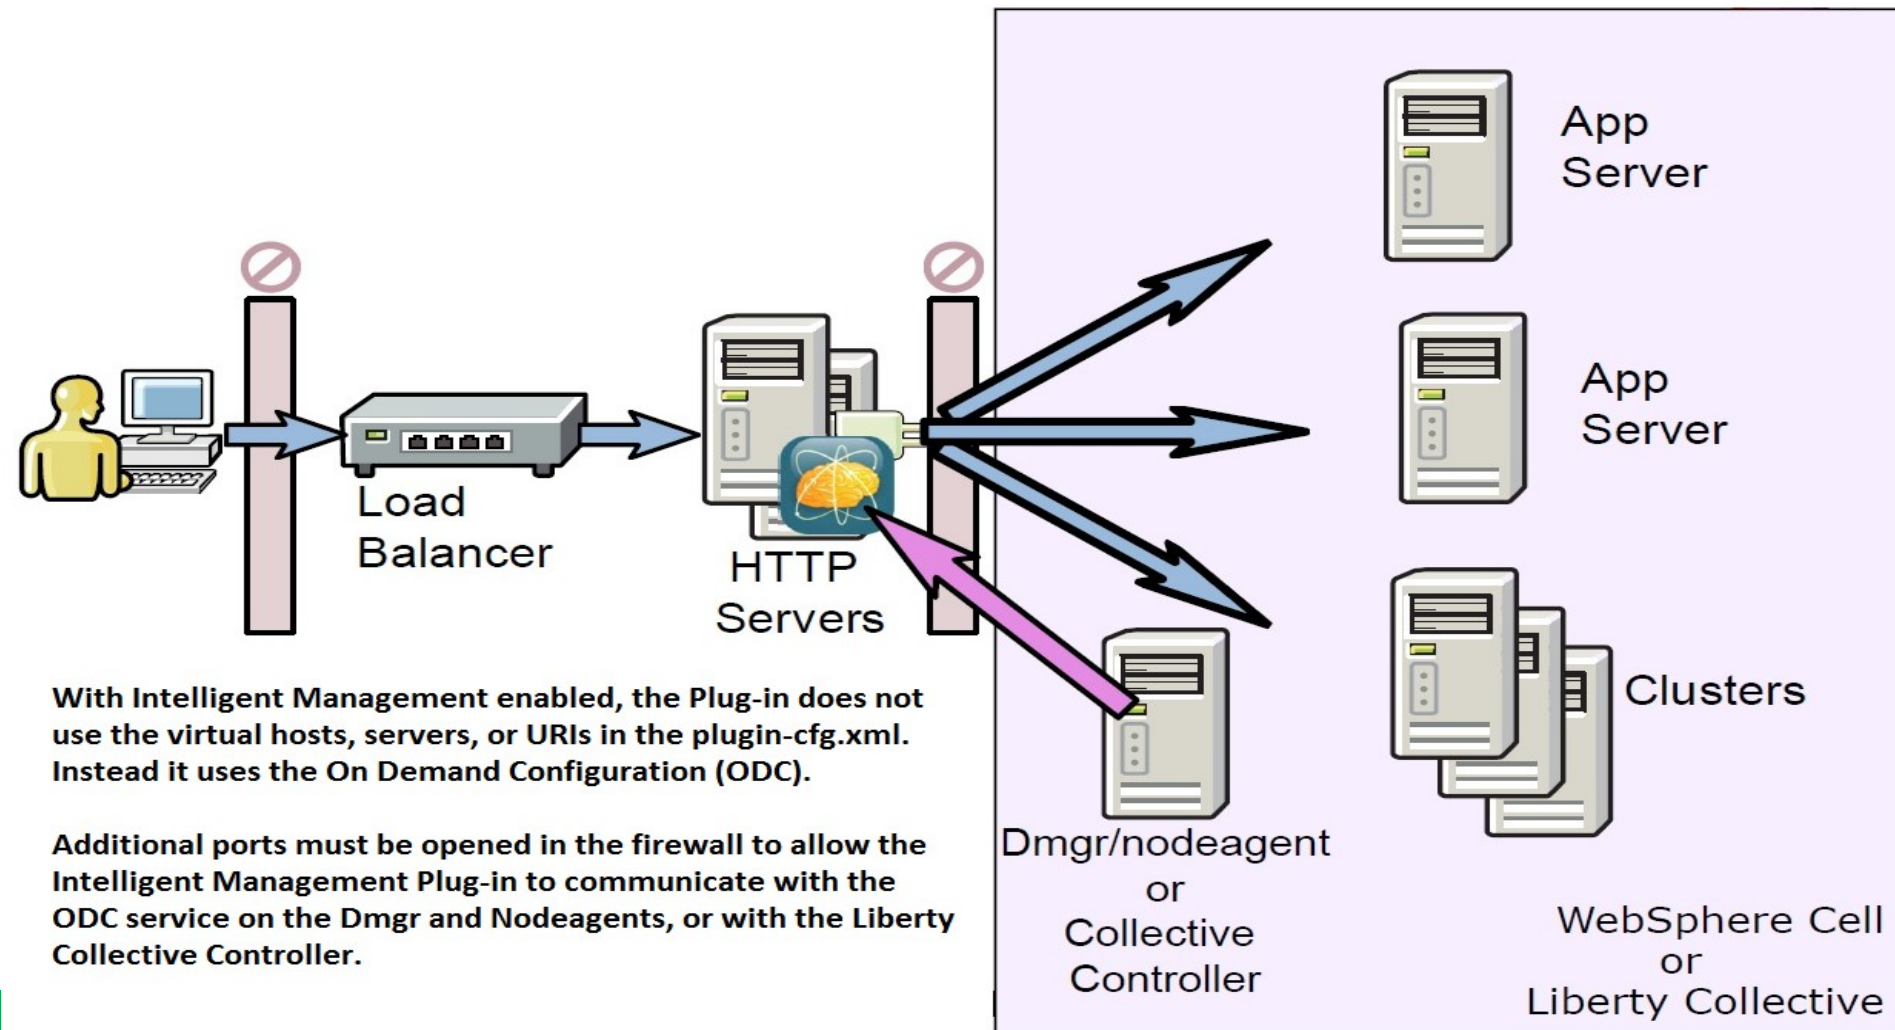 App
Server
App
Server
Load
Balancer
HTTP
Servers
Clusters
With Intelligent Management enabled, the Plug-in does not
use the virtual hosts, servers, or URIs in the plugin-cfg.xml.
Instead it uses the On Demand Configuration (ODC).
Additional ports must be opened in the firewall to allow the
Intelligent Management Plug-in to communicate with the
ODC service on the Dmgr and Nodeagents, or with the Liberty
Collective Controller.
Dmgr/nodeagent
or
Collective
Controller
WebSphere Cell
or
Liberty Collective